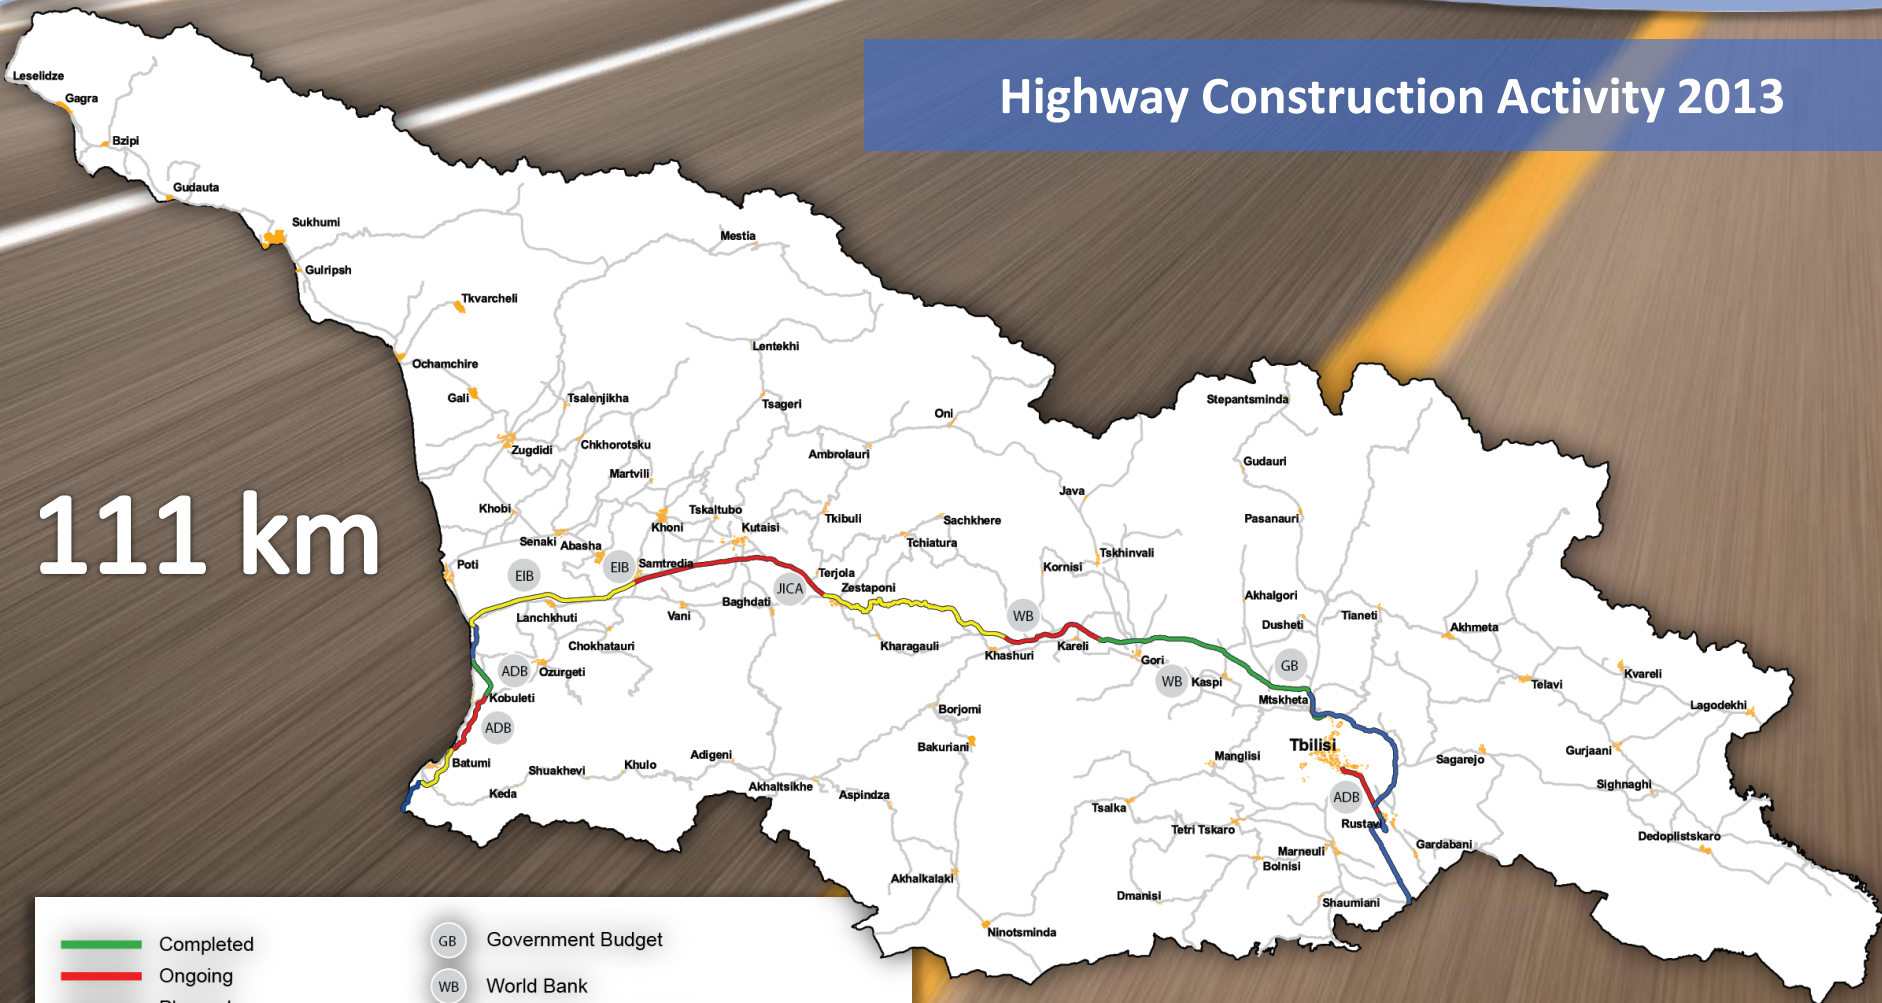 Highway Construction Activity 2013
Leselidze
Gagra
Bzipi
Gudauta
Sukhumi
Mestia
Gulripsh
Tkvarcheli
Lentekhi
Ochamchire
Gali
Tsalenjikha
Tsageri
Stepantsminda
Oni
Zugdidi
Chkhorotsku
Ambrolauri
Gudauri
Martvili
Java
111 km
Khobi
Tskaltubo
Khoni
Kutaisi
Tkibuli
Sachkhere
Pasanauri
Senaki
Abasha
Tchiatura
Tskhinvali
Poti
EIB
EIB
Samtredia
Terjola
Kornisi
JICA
Zestaponi
Baghdati
Akhalgori
Lanchkhuti
Vani
WB
Dusheti
Tianeti
Akhmeta
Chokhatauri
Kharagauli
Khashuri
Kareli
Gori
GB
ADB
Ozurgeti
WB
Kaspi
Kvareli
Telavi
Kobuleti
Mtskheta
Lagodekhi
Borjomi
ADB
Bakuriani
Tbilisi
Gurjaani
Batumi
Adigeni
Manglisi
Sagarejo
Shuakhevi
Khulo
Keda
Akhaltsikhe
Aspindza
Sighnaghi
ADB
Tsalka
Tetri Tskaro
Rustavi
Dedoplistskaro
Marneuli
Gardabani
Bolnisi
Akhalkalaki
Dmanisi
Shaumiani
Ninotsminda
Completed
Ongoing
GB Government Budget
WB World Bank